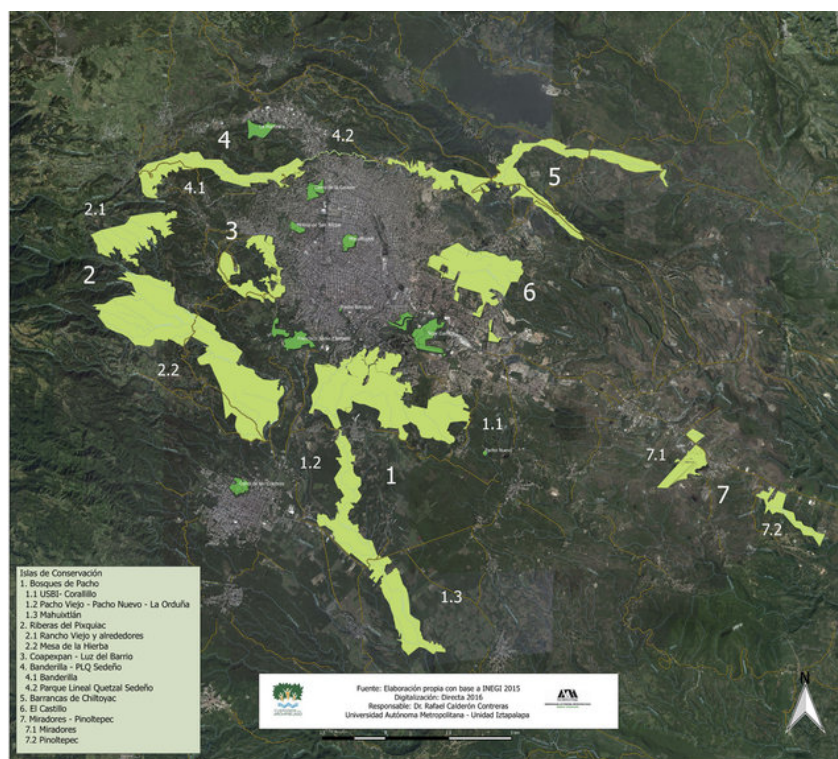 4
4.2
4.1
5
2.1
3
2
6
2.2
1.1
1.2
1
7.1
7
7.2
1.3
Islas de Conservación
1. Bosques de Pacho
1.1 USBI- Coralillo
1.2 Pacho Viejo - Pacho Nuevo - La Orduña
1.3 Mahuixtlán
2. Riberas del Pixquiac
2.1 Rancho Viejo y alrededores
2.2 Mesa de la Hierba
3. Coapexpan - Luz del Barrio
4. Banderilla - PLQ Sedeño
4.1 Banderilla
4.2 Parque Lineal Quetzal Sedeño
5. Barrancas de Chiltoyac
6. El Castillo
7. Miradores - Pinoltepec
7.1 Miradores
7.2 Pinoltepec
Fuente: Elaboración propia con base a INEGI 2015
Digitalización: Directa 2016
Responsable: Dr. Rafael Calderón Contreras
Universidad Autónoma Metropolitana - Unidad Iztapalapa
N